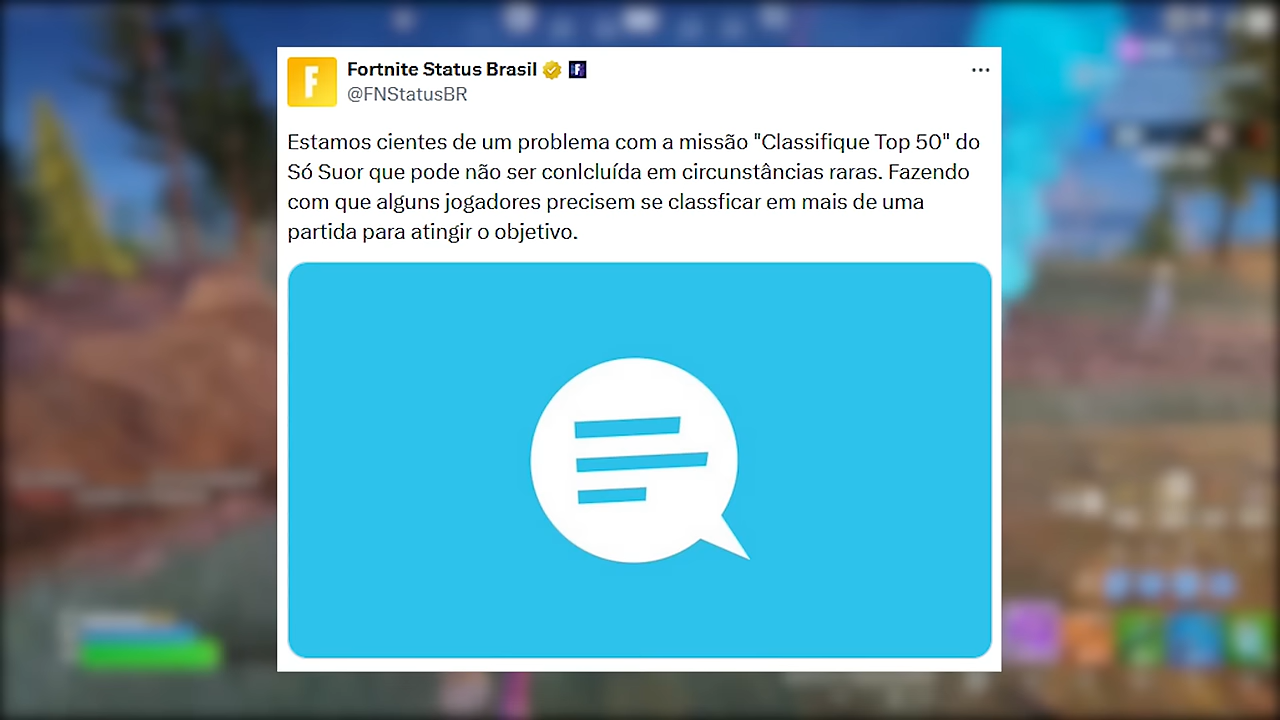 Fortnite Status Brasil
@FNStatusBR
Estamos cientes de um problema com a missão "Classifique Top 50" do
Só Suor que pode não ser conlcluída em circunstâncias raras. Fazendo
com que alguns jogadores precisem se classficar em mais de uma
partida para atingir o objetivo.